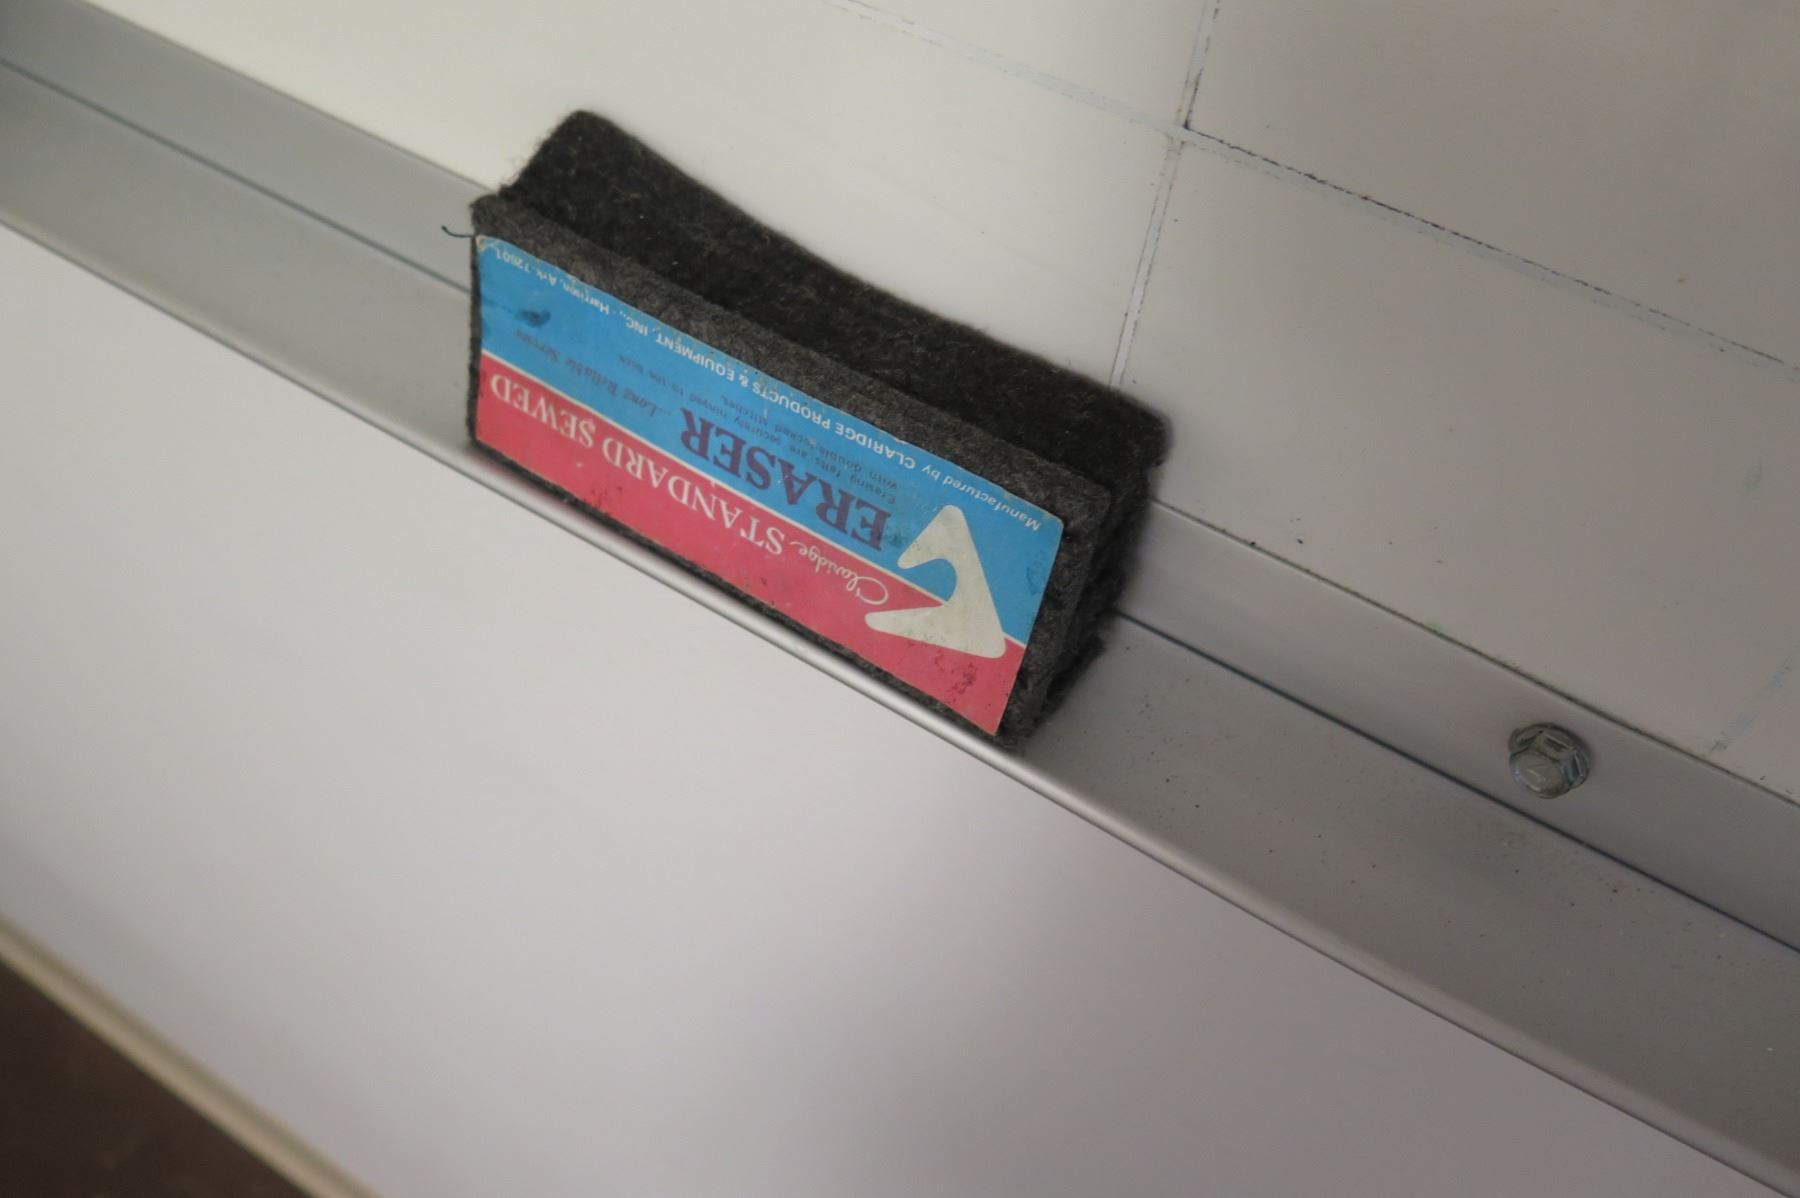 Claridge STANDARD SEWED
ERASER ...Long Reliable Service
Erasing felts are securely hinged to the back
with double-locked stitches.
Manufactured by CLARIDGE PRODUCTS & EQUIPMENT, INC., Harrison, Ark. 72601